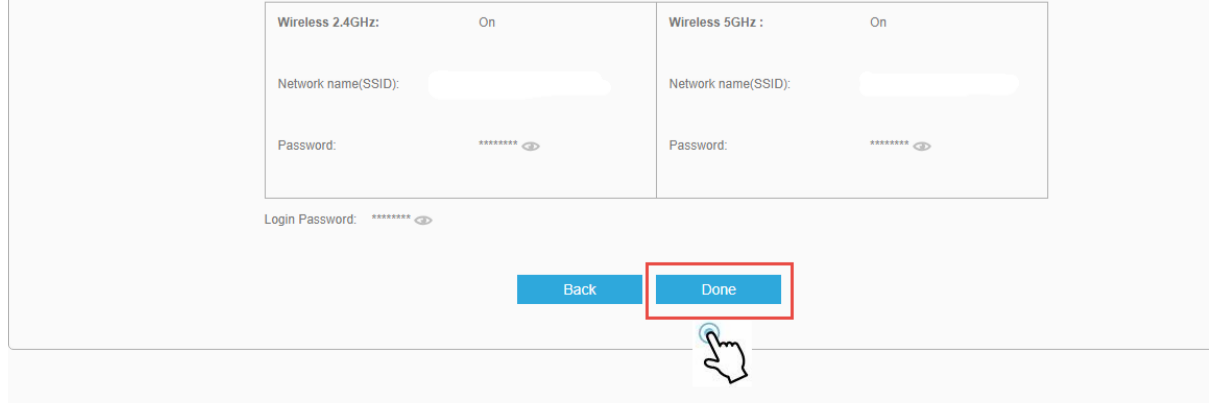 Wireless 2.4GHz: On Wireless 5GHz : On
Network name(SSID): Network name(SSID):
Password: ******** Password: ********
Login Password: ********
Back Done